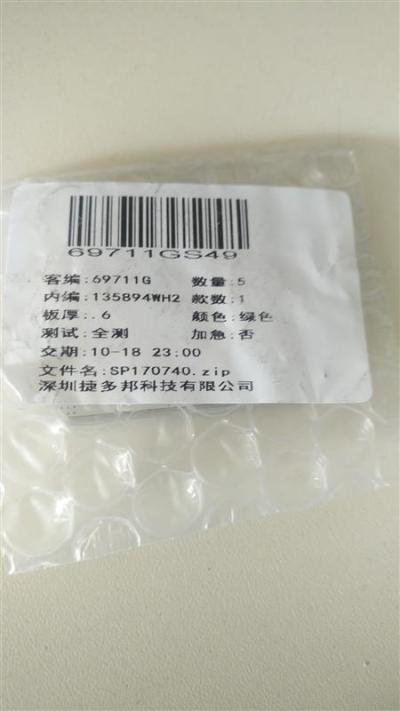 69711GS49
客编:69711G 数量:5
内编:135894WH2 款数:1
板厚:.6 颜色:绿色
测试:全测 加急:否
交期:10-18 23:00
文件名:SP170740.zip
深圳捷多邦科技有限公司